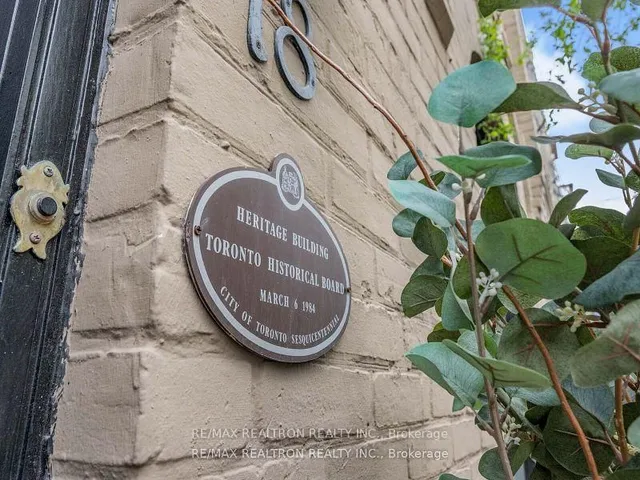 18
HERITAGE BUILDING
TORONTO HISTORICAL BOARD
MARCH 6 1984
CITY OF TORONTO SESQUICENTENNIAL
RE/MAX REALTRON REALTY INC., Brokerage
RE/MAX REALTRON REALTY INC., Brokerage